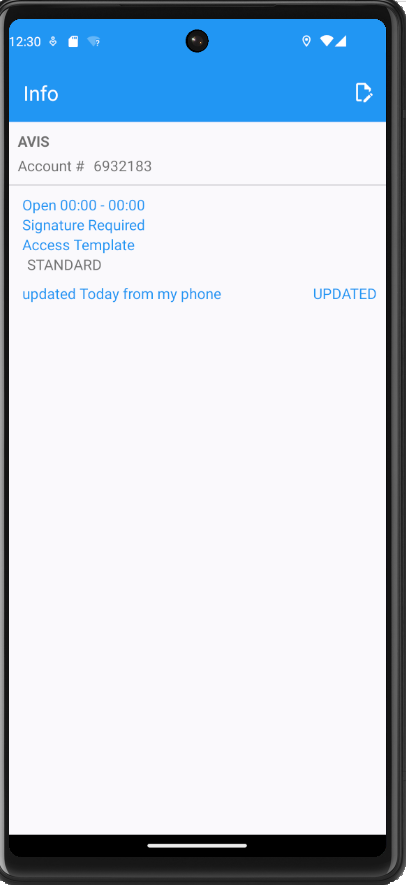 12:30
Info
AVIS
Account # 6932183
Open 00:00 - 00:00
Signature Required
Access Template
STANDARD
updated Today from my phone UPDATED